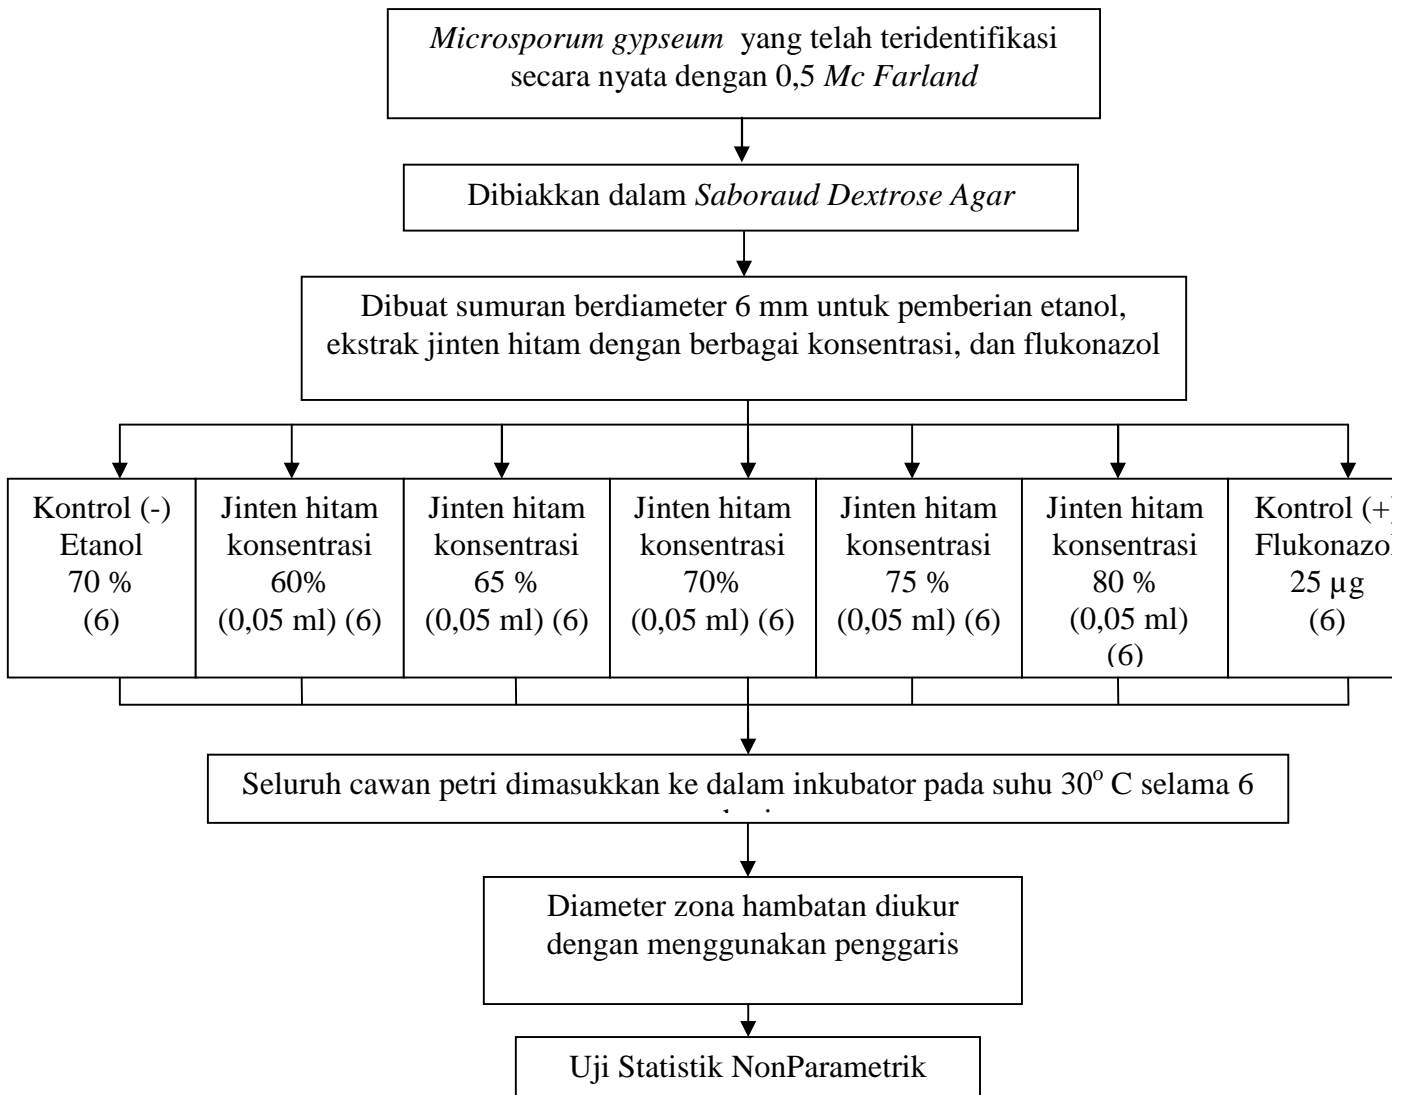 Microsporum gypseum yang telah teridentifikasi
secara nyata dengan 0,5 Mc Farland
Dibiakkan dalam Saboraud Dextrose Agar
Dibuat sumuran berdiameter 6 mm untuk pemberian etanol,
ekstrak jinten hitam dengan berbagai konsentrasi, dan flukonazol
Kontrol (-)
Etanol
70 %
(6)
Jinten hitam
konsentrasi
60%
(0,05 ml) (6)
Jinten hitam
konsentrasi
65 %
(0,05 ml) (6)
Jinten hitam
konsentrasi
70%
(0,05 ml) (6)
Jinten hitam
konsentrasi
75 %
(0,05 ml) (6)
Jinten hitam
konsentrasi
80 %
(0,05 ml)
(6)
Kontrol (+)
Flukonazol
25 µg
(6)
Seluruh cawan petri dimasukkan ke dalam inkubator pada suhu 30° C selama 6
Diameter zona hambatan diukur
dengan menggunakan penggaris
Uji Statistik NonParametrik